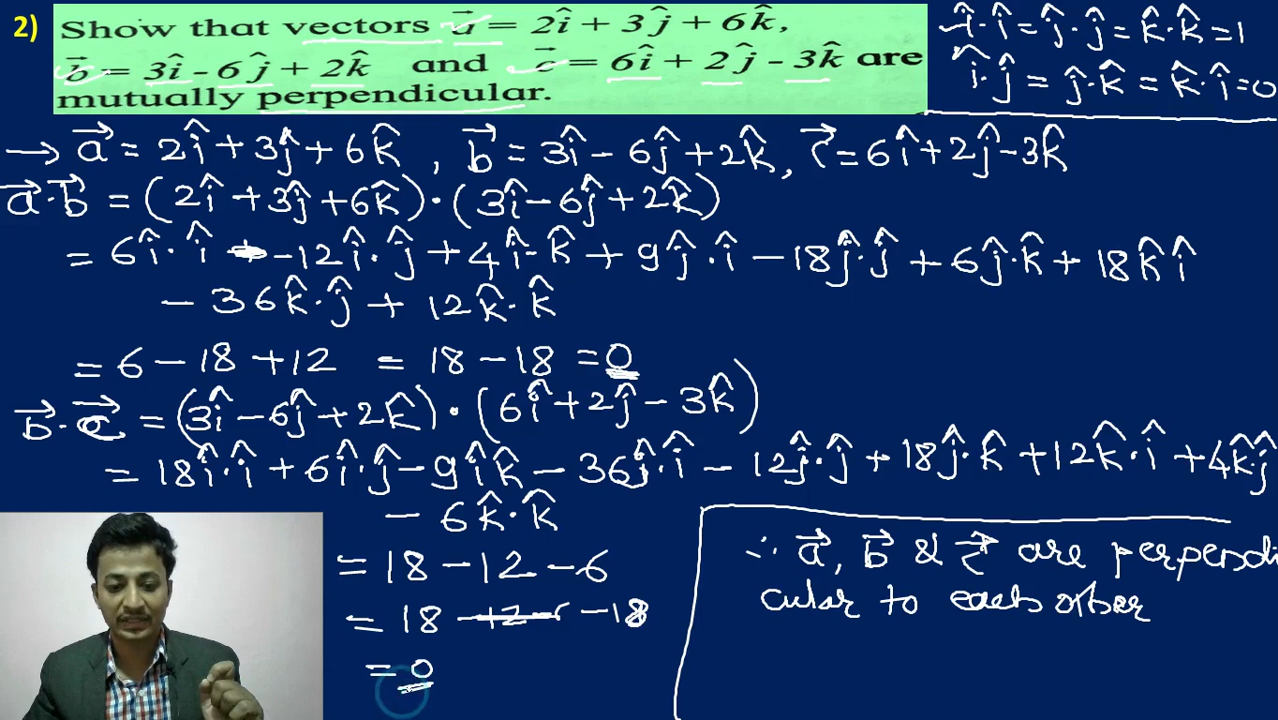 2) Show that vectors a⃗ = 2î + 3ĵ + 6k̂,
b⃗ = 3î - 6ĵ + 2k̂ and c⃗ = 6î + 2ĵ - 3k̂ are
mutually perpendicular.
î·î = ĵ·ĵ = k̂·k̂ = 1
î·ĵ = ĵ·k̂ = k̂·î = 0
→ a⃗ = 2î + 3ĵ + 6k̂, b⃗ = 3î - 6ĵ + 2k̂, c⃗ = 6î + 2ĵ - 3k̂
a⃗·b⃗ = (2î + 3ĵ + 6k̂)·(3î - 6ĵ + 2k̂)
= 6î·î - 12î·ĵ + 4î·k̂ + 9ĵ·î - 18ĵ·ĵ + 6ĵ·k̂ + 18k̂î
- 36k̂·ĵ + 12k̂·k̂
= 6 - 18 + 12 = 18 - 18 = 0
b⃗·c⃗ = (3î - 6ĵ + 2k̂)·(6î + 2ĵ - 3k̂)
= 18î·î + 6î·ĵ - 9îk̂ - 36ĵ·î - 12ĵ·ĵ + 18ĵ·k̂ + 12k̂·î + 4k̂ĵ
- 6k̂·k̂
= 18 - 12 - 6
= 18 - 18
= 0
∴ a⃗, b⃗ & c⃗ are perpendi
cular to each other